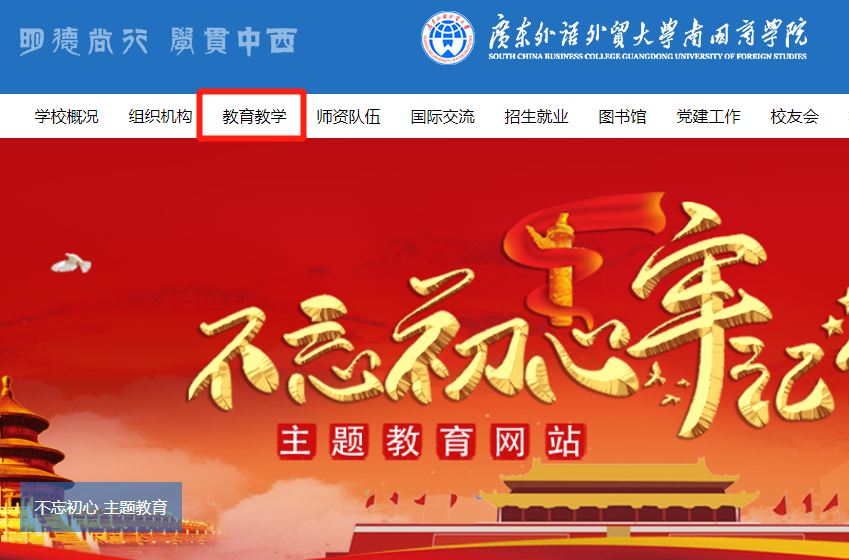 明德尚行 學貫中西
廣东外语外贸大学南国商学院
SOUTH CHINA BUSINESS COLLEGE GUANGDONG UNIVERSITY OF FOREIGN STUDIES
学校概况 组织机构 教育教学 师资队伍 国际交流 招生就业 图书馆 党建工作 校友会
不忘初心牢记
主题教育网站
不忘初心 主题教育